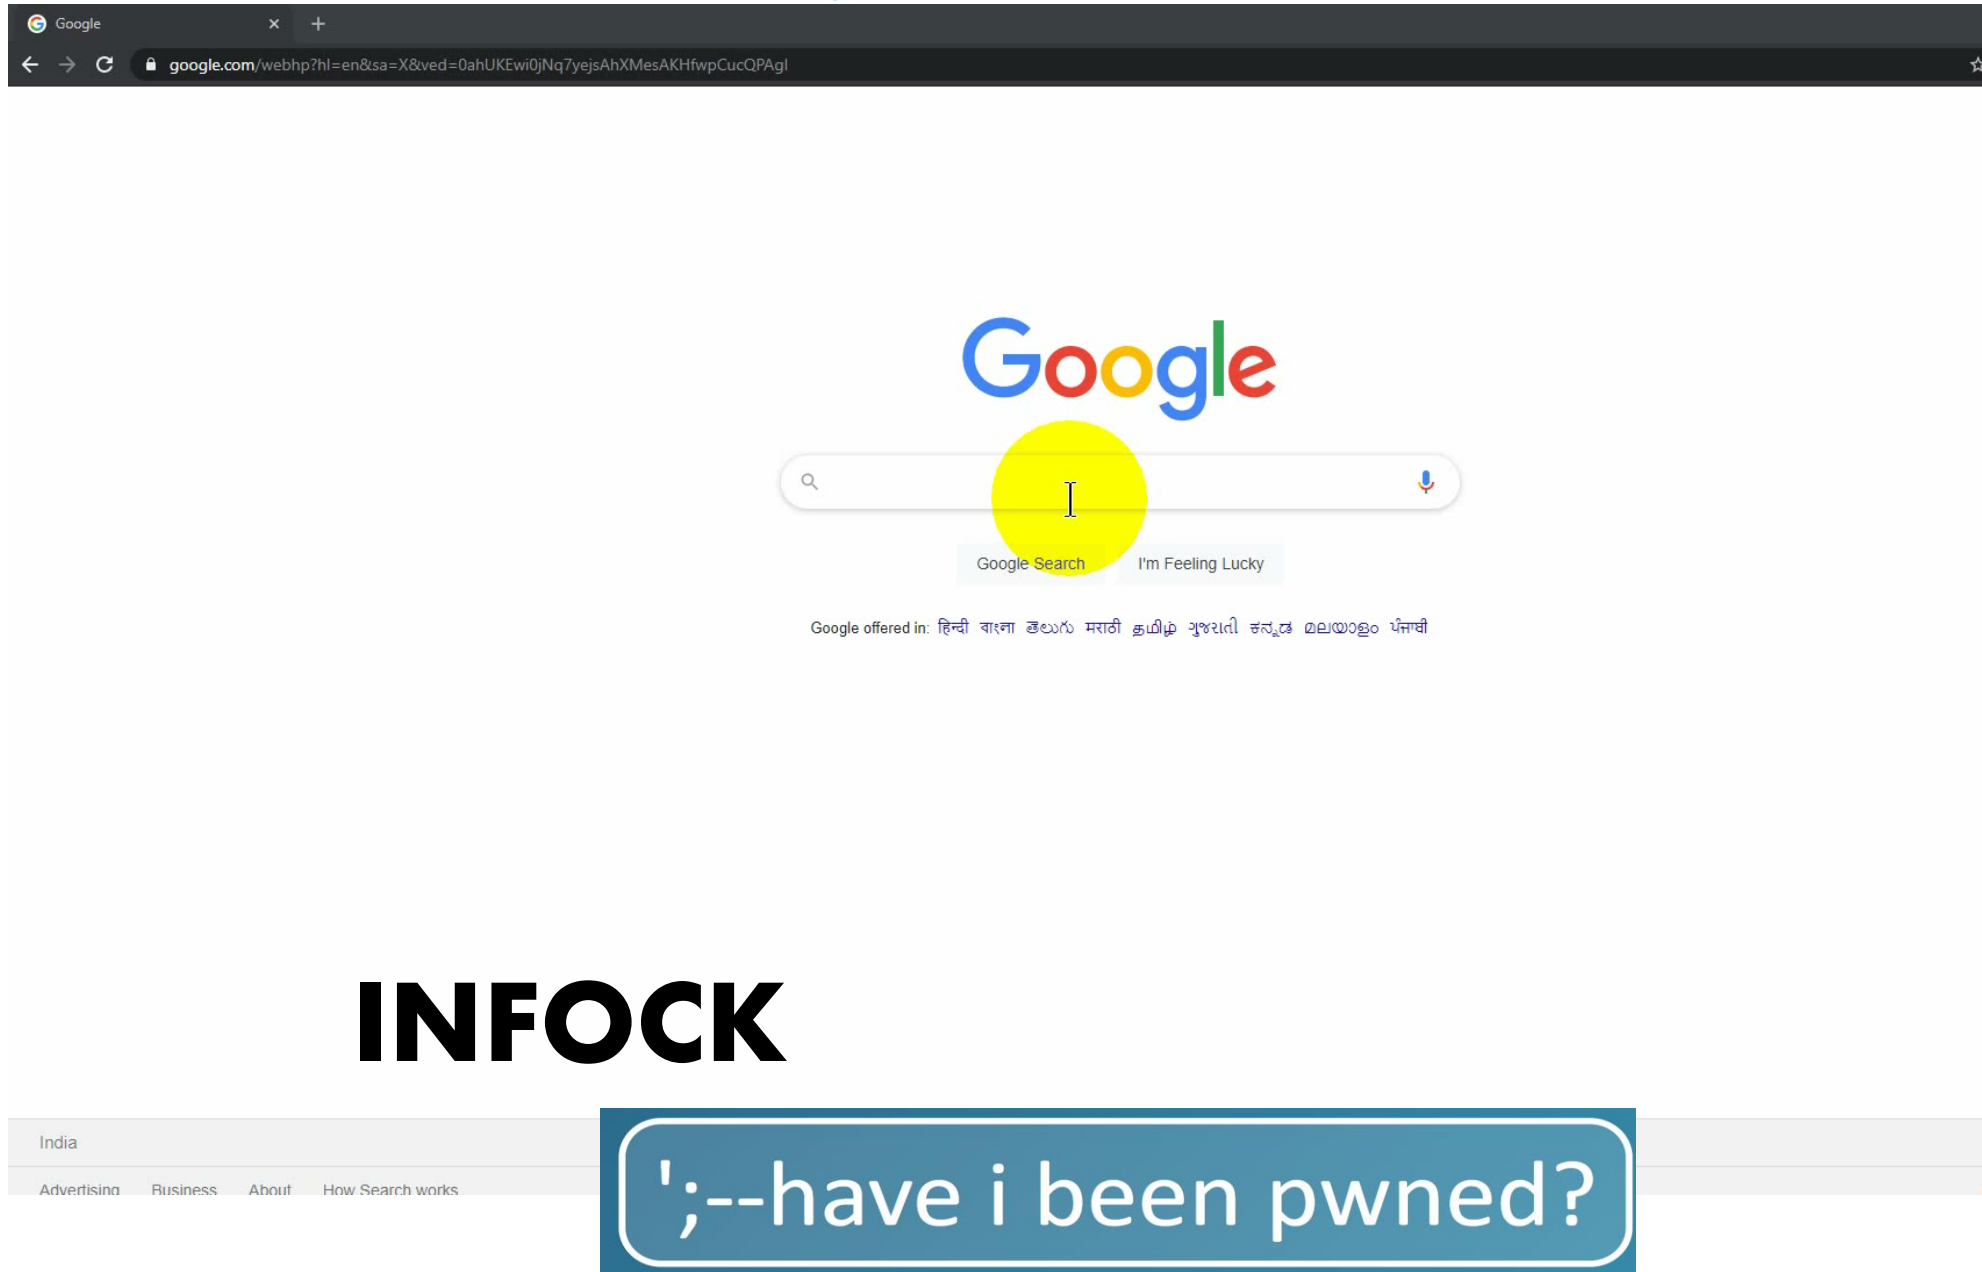 Google
google.com/webhp?hl=en&sa=X&ved=0ahUKEwi0jNq7yejsAhXMesAKHfwpCucQPAgI
Google
Google Search I'm Feeling Lucky
Google offered in: हिन्दी বাংলা తెలుగు मराठी தமிழ் ગુજરાતી ಕನ್ನಡ മലയാളം ਪੰਜਾਬੀ
INFOCK
India
Advertising Business About How Search works
';--have i been pwned?